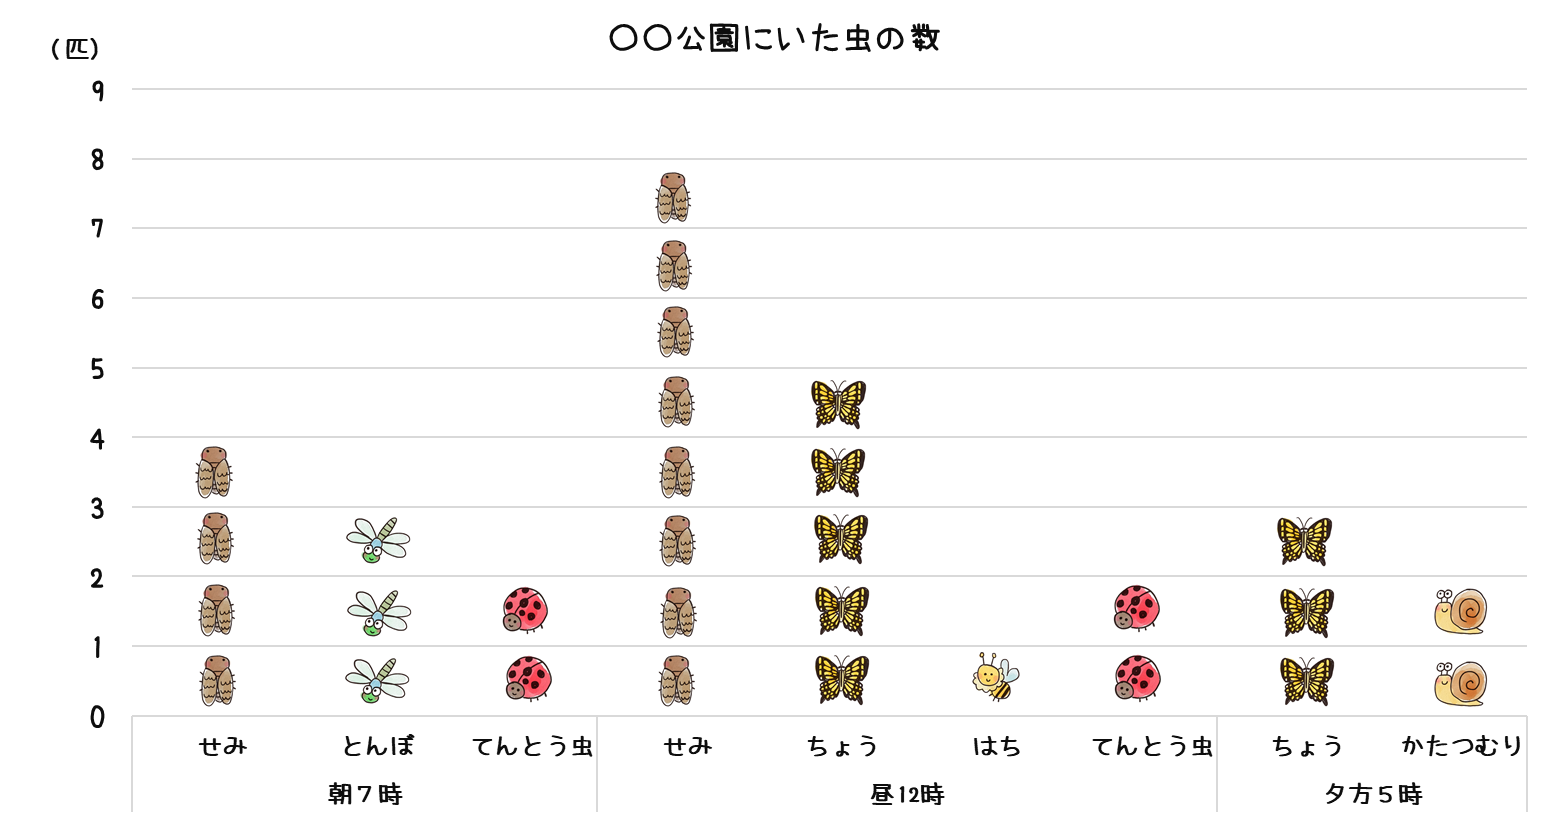 〇〇公園にいた虫の数
(匹)
9
8
7
6
5
4
3
2
1
0
せみ とんぼ てんとう虫 せみ ちょう はち てんとう虫 ちょう かたつむり
朝7時 昼12時 夕方5時